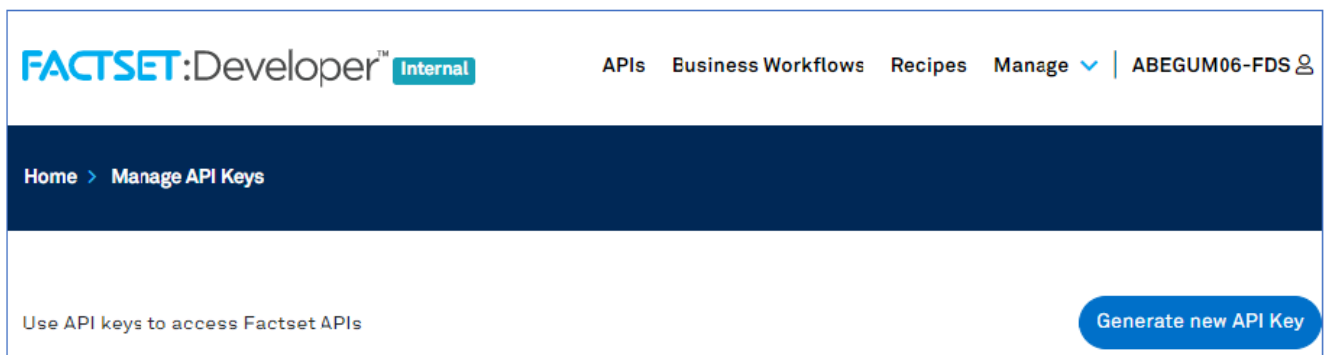 FACTSET:Developer™ Internal APIs Business Workflows Recipes Manage ABEGUM06-FDS
Home > Manage API Keys
Use API keys to access Factset APIs Generate new API Key